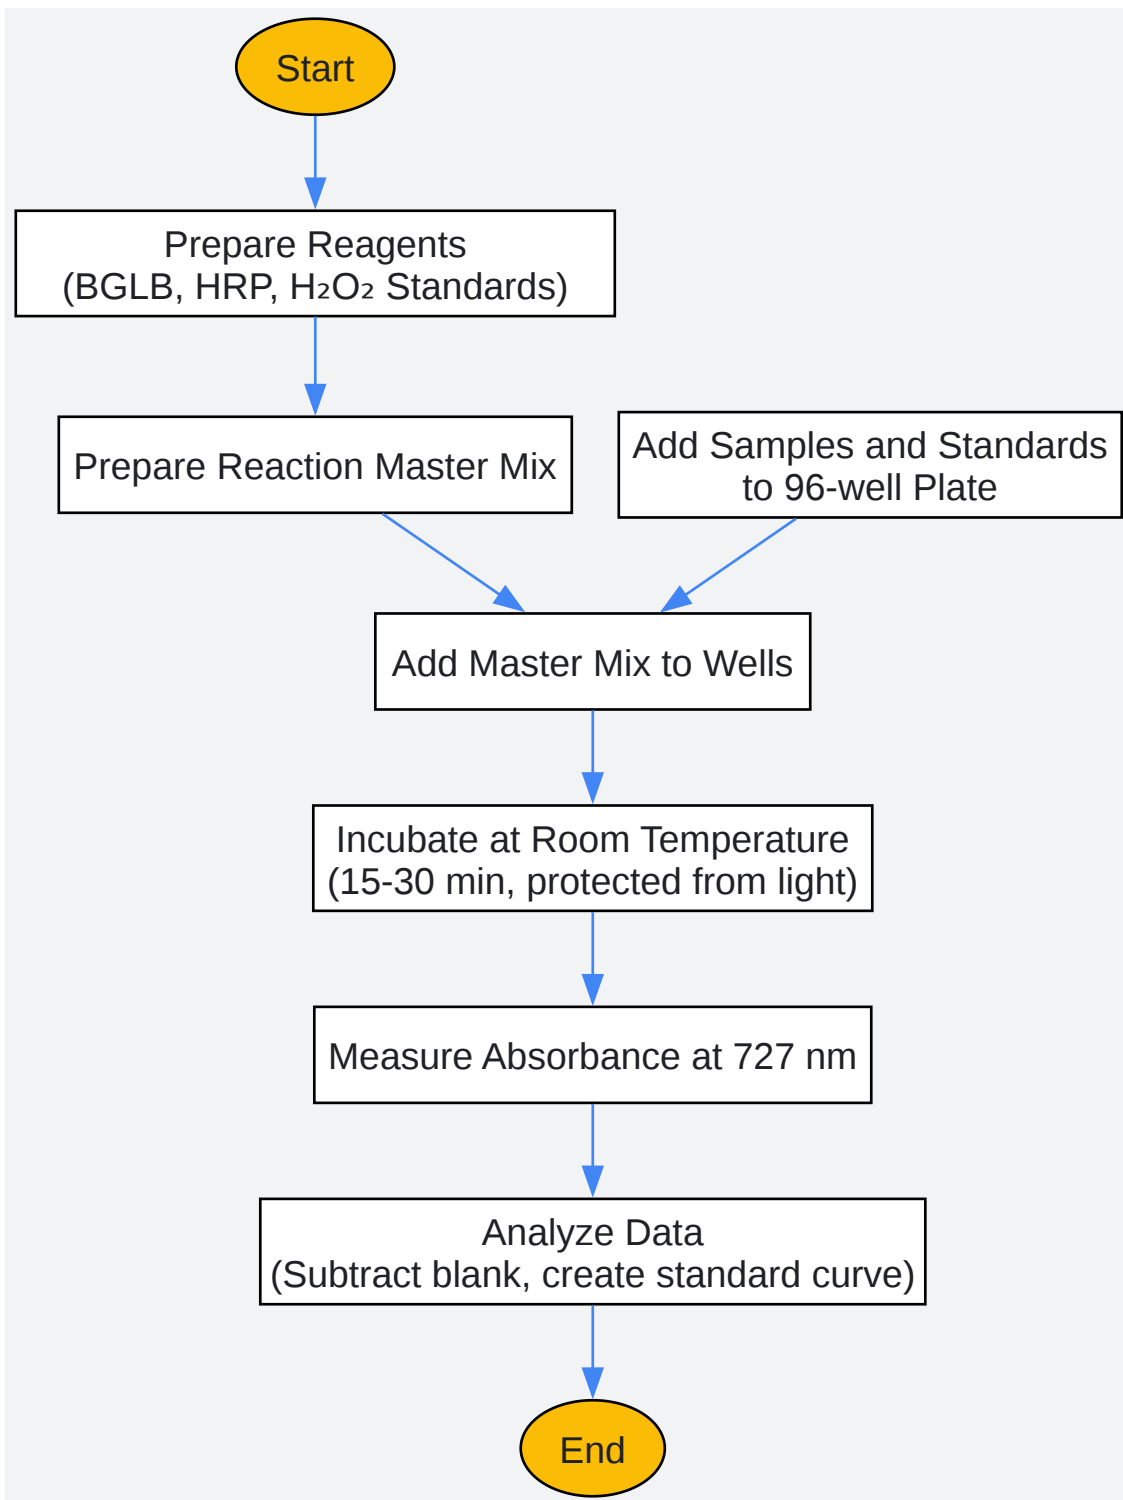 Start
Prepare Reagents
(BGLB, HRP, H₂O₂ Standards)
Prepare Reaction Master Mix
Add Samples and Standards
to 96-well Plate
Add Master Mix to Wells
Incubate at Room Temperature
(15-30 min, protected from light)
Measure Absorbance at 727 nm
Analyze Data
(Subtract blank, create standard curve)
End